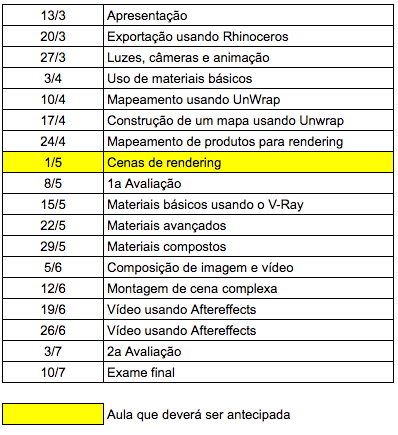 13/3 Apresentação
20/3 Exportação usando Rhinoceros
27/3 Luzes, câmeras e animação
3/4 Uso de materiais básicos
10/4 Mapeamento usando UnWrap
17/4 Construção de um mapa usando Unwrap
24/4 Mapeamento de produtos para rendering
1/5 Cenas de rendering
8/5 1a Avaliação
15/5 Materiais básicos usando o V-Ray
22/5 Materiais avançados
29/5 Materiais compostos
5/6 Composição de imagem e vídeo
12/6 Montagem de cena complexa
19/6 Vídeo usando Aftereffects
26/6 Vídeo usando Aftereffects
3/7 2a Avaliação
10/7 Exame final
Aula que deverá ser antecipada